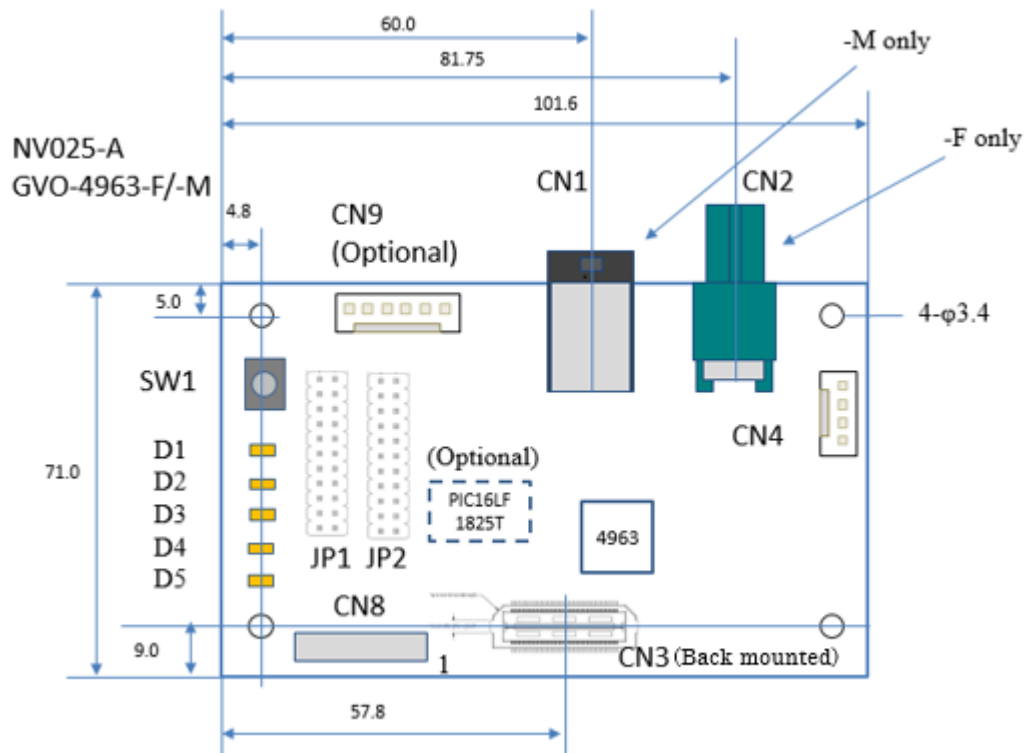 60.0
-M only
81.75
101.6
-F only
NV025-A
GVO-4963-F/-M
CN1
CN2
4.8
CN9
(Optional)
5.0
4-φ3.4
SW1
CN4
D1
(Optional)
71.0
D2
PIC16LF
1825T
D3
4963
D4
JP1
JP2
D5
CN8
9.0
1
CN3 (Back mounted)
57.8